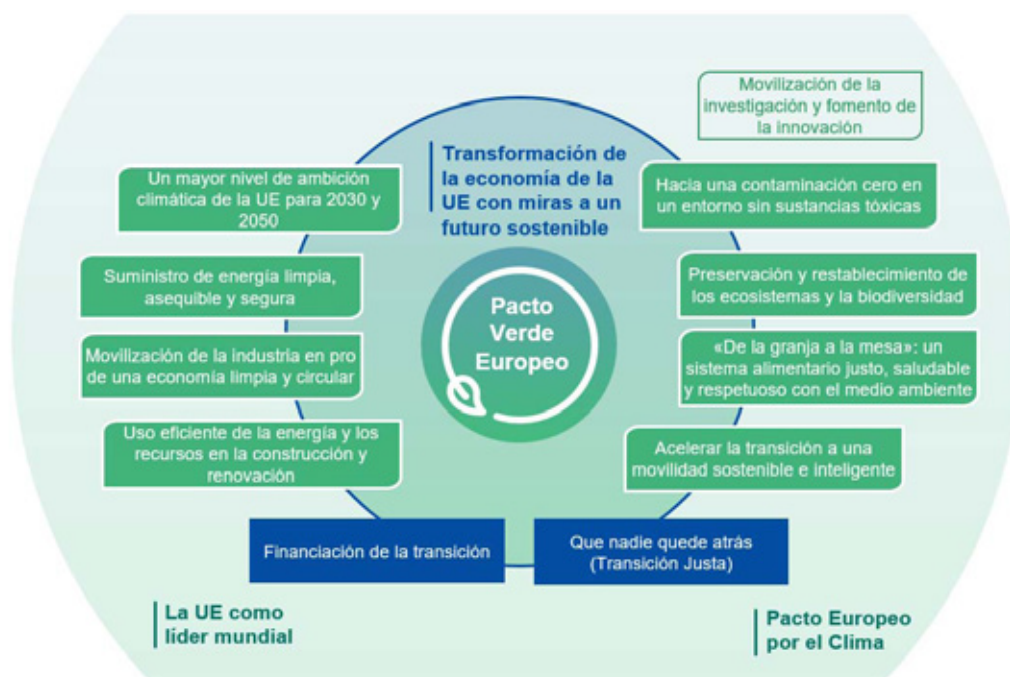 Movilización de la
investigación y fomento de
la innovación
Transformación de
la economía de la
UE con miras a un
futuro sostenible
Un mayor nivel de ambición
climática de la UE para 2030 y
2050
Hacia una contaminación cero en
un entorno sin sustancias tóxicas
Suministro de energía limpia,
asequible y segura
Preservación y restablecimiento de
los ecosistemas y la biodiversidad
Pacto
Verde
Europeo
Movilización de la industria en pro
de una economía limpia y circular
«De la granja a la mesa»: un
sistema alimentario justo, saludable
y respetuoso con el medio ambiente
Uso eficiente de la energía y los
recursos en la construcción y
renovación
Acelerar la transición a una
movilidad sostenible e inteligente
Financiación de la transición
Que nadie quede atrás
(Transición Justa)
La UE como
líder mundial
Pacto Europeo
por el Clima